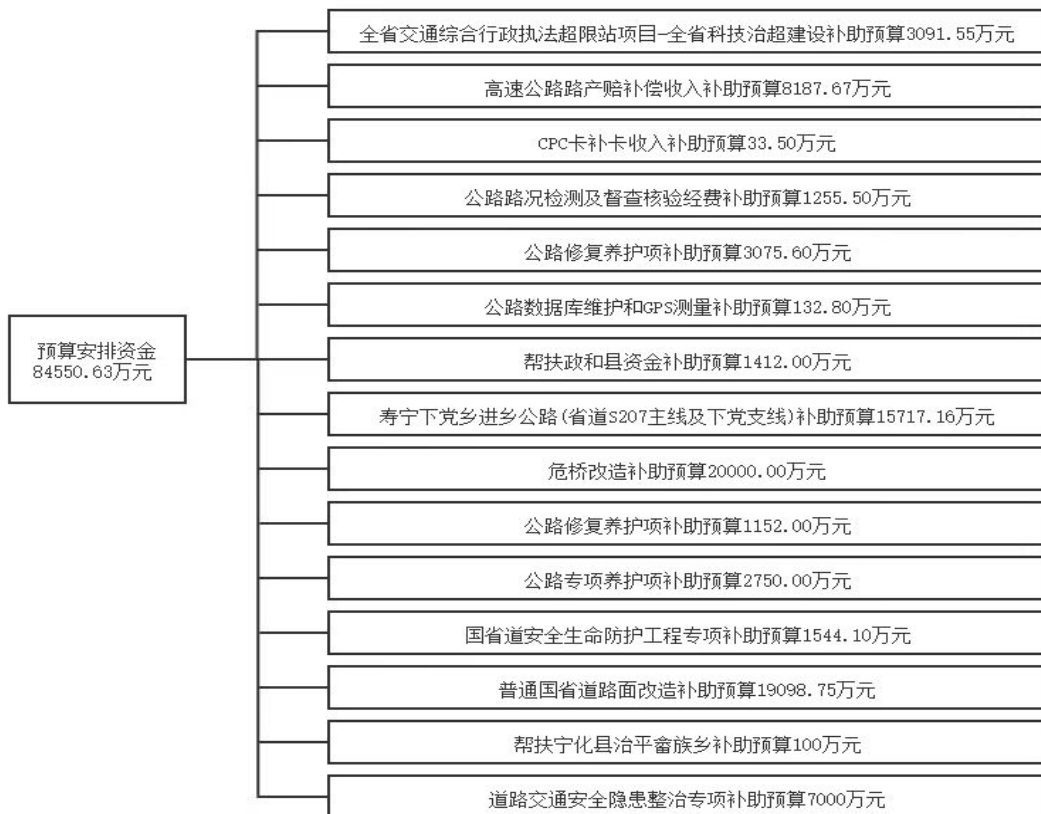 全省交通综合行政执法超限站项目-全省科技治超建设补助预算3091.55万元
高速公路路产赔补偿收入补助预算8187.67万元
CPC卡补卡收入补助预算33.50万元
公路路况检测及督查核验经费补助预算1255.50万元
公路修复养护项补助预算3075.60万元
公路数据库维护和GPS测量补助预算132.80万元
预算安排资金
84550.63万元
帮扶政和县资金补助预算1412.00万元
寿宁下党乡进乡公路(省道S207主线及下党支线)补助预算15717.16万元
危桥改造补助预算20000.00万元
公路修复养护项补助预算1152.00万元
公路专项养护项补助预算2750.00万元
国省道安全生命防护工程专项补助预算1544.10万元
普通国省道路面改造补助预算19098.75万元
帮扶宁化县治平畲族乡补助预算100万元
道路交通安全隐患整治专项补助预算7000万元